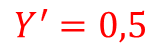 Y′ = 0,5